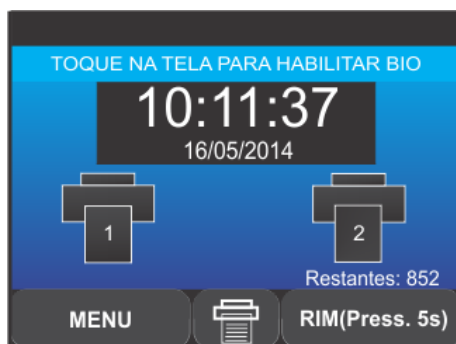 TOQUE NA TELA PARA HABILITAR BIO
10:11:37
16/05/2014
1 2
Restantes: 852
MENU RIM(Press. 5s)